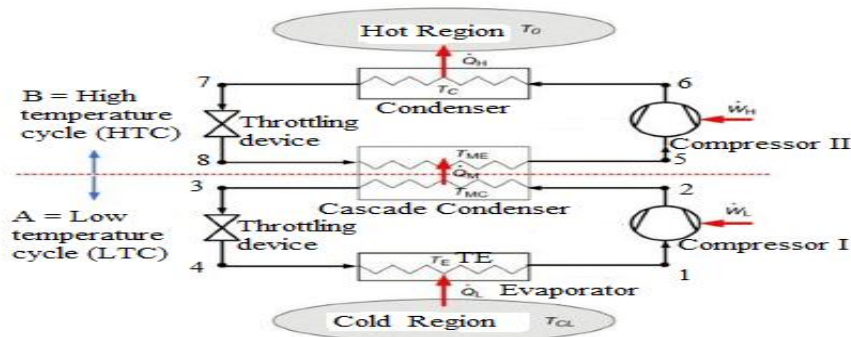 Hot Region T₀
Q̇H
7
6
TC
B = High
temperature
cycle (HTC)
Condenser
ẆH
Throttling
device
Compressor II
8
TME
5
Q̇M
3
TMC
2
Cascade Condenser
A = Low
temperature
cycle (LTC)
ẆL
Throttling
device
Compressor I
4
TE TE
1
Q̇L
Evaporator
Cold Region TCL